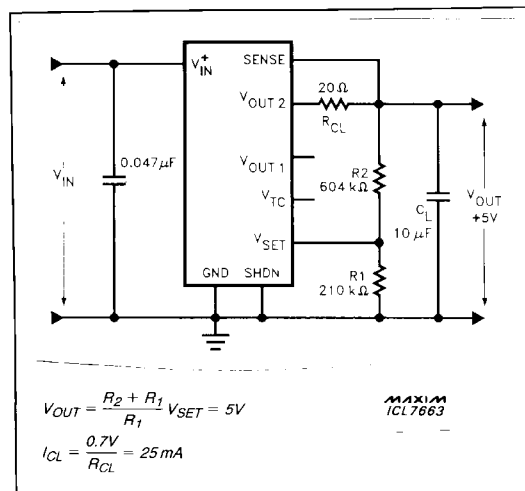 V⁺IN
SENSE
20Ω
VOUT 2
RCL
0.047μF
VIN
VOUT 1
R2
604 kΩ
VTC
CL
10 μF
VOUT
+5V
VSET
R1
210 kΩ
GND SHDN
VOUT = R2 + R1 / R1 VSET = 5V
MAXIM
ICL7663
ICL = 0.7V / RCL = 25 mA